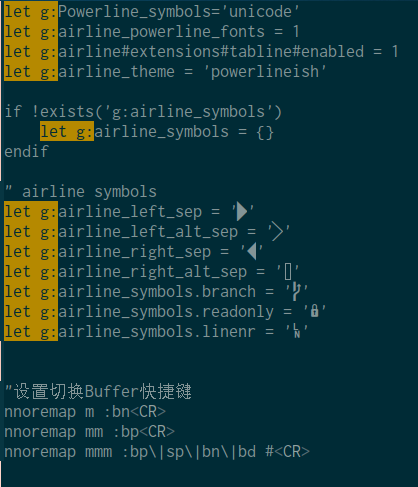 let g:Powerline_symbols='unicode'
let g:airline_powerline_fonts = 1
let g:airline#extensions#tabline#enabled = 1
let g:airline_theme = 'powerlineish'
if !exists('g:airline_symbols')
let g:airline_symbols = {}
endif
" airline symbols
let g:airline_left_sep = ''
let g:airline_left_alt_sep = ''
let g:airline_right_sep = ''
let g:airline_right_alt_sep = ''
let g:airline_symbols.branch = ''
let g:airline_symbols.readonly = ''
let g:airline_symbols.linenr = ''
"设置切换Buffer快捷键
nnoremap m :bn<CR>
nnoremap mm :bp<CR>
nnoremap mmm :bp\|sp\|bn\|bd #<CR>